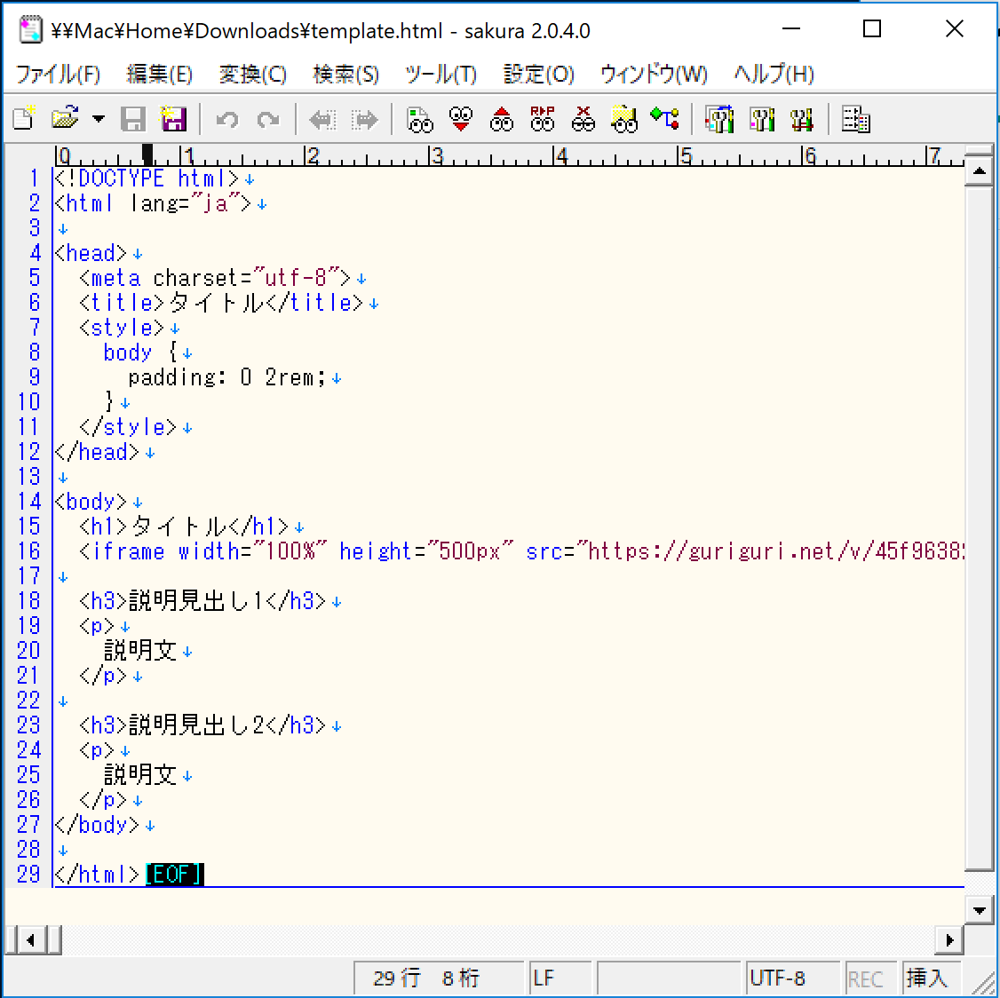 ¥¥Mac¥Home¥Downloads¥template.html - sakura 2.0.4.0
ファイル(F) 編集(E) 変換(C) 検索(S) ツール(T) 設定(O) ウィンドウ(W) ヘルプ(H)
0 1 2 3 4 5 6 7
1 <!DOCTYPE html>↓
2 <html lang="ja">↓
3 ↓
4 <head>↓
5   <meta charset="utf-8">↓
6   <title>タイトル</title>↓
7   <style>↓
8     body {↓
9       padding: 0 2rem;↓
10     }↓
11   </style>↓
12 </head>↓
13 ↓
14 <body>↓
15   <h1>タイトル</h1>↓
16   <iframe width="100%" height="500px" src="https://guriguri.net/v/45f9638
17 ↓
18   <h3>説明見出し1</h3>↓
19   <p>↓
20     説明文↓
21   </p>↓
22 ↓
23   <h3>説明見出し2</h3>↓
24   <p>↓
25     説明文↓
26   </p>↓
27 </body>↓
28 ↓
29 </html>[EOF]
29 行 8 桁 LF UTF-8 REC 挿入